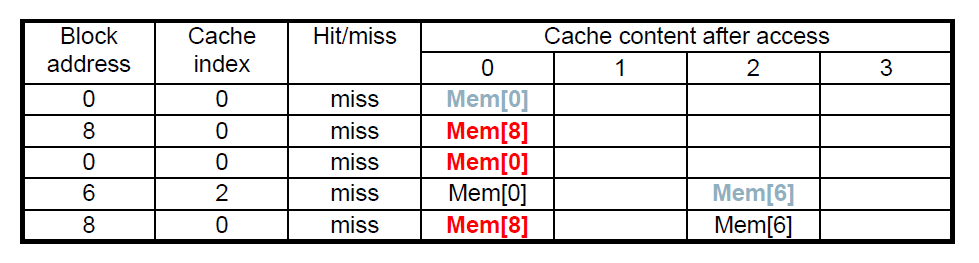 Block address Cache index Hit/miss Cache content after access
0 1 2 3
0 0 miss Mem[0]
8 0 miss Mem[8]
0 0 miss Mem[0]
6 2 miss Mem[0] Mem[6]
8 0 miss Mem[8] Mem[6]